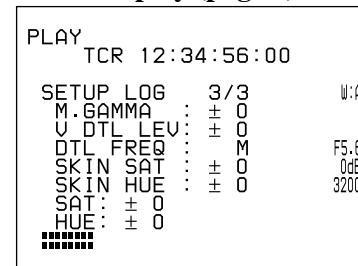 PLAY
TCR 12:34:56:00
SETUP LOG 3/3
M.GAMMA : ± 0
V DTL LEV: ± 0
DTL FREQ : M F5.6
SKIN SAT : ± 0
SKIN HUE : ± 0 3200
SAT: ± 0
HUE: ± 0